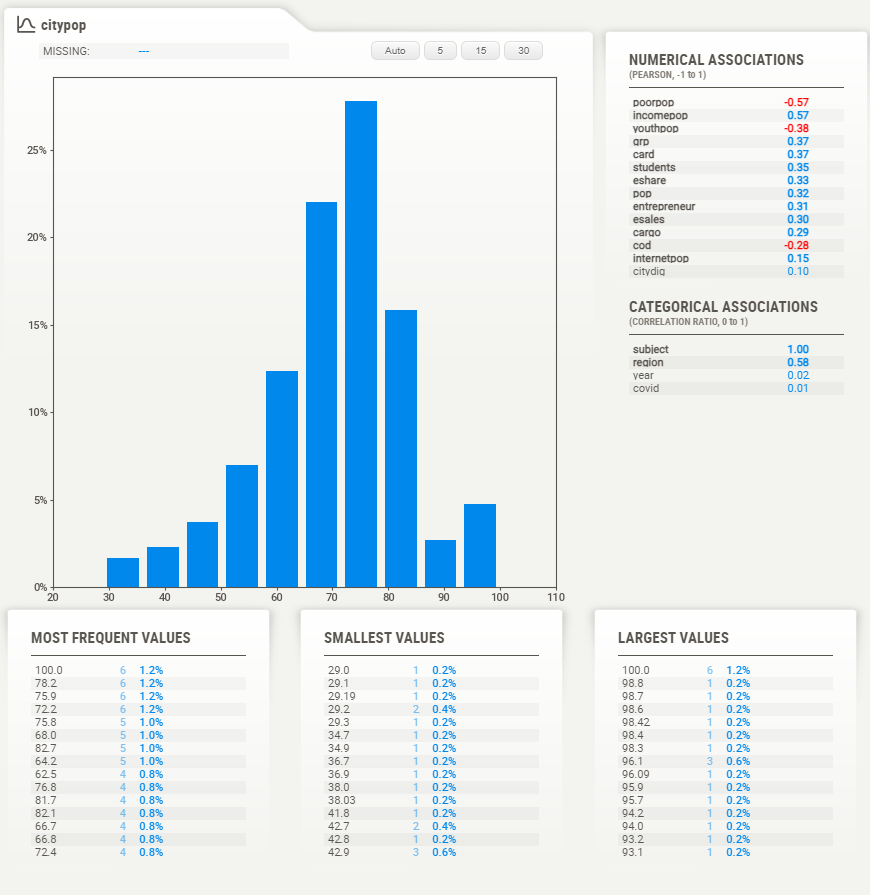 citypop
MISSING: ---
Auto 5 15 30
25%
20%
15%
10%
5%
0%
20 30 40 50 60 70 80 90 100 110
NUMERICAL ASSOCIATIONS
(PEARSON, -1 to 1)
poorpop -0.57
incomepop 0.57
youthpop -0.38
grp 0.37
card 0.37
students 0.35
eshare 0.33
pop 0.32
entrepreneur 0.31
esales 0.30
cargo 0.29
cod -0.28
internetpop 0.15
citydig 0.10
CATEGORICAL ASSOCIATIONS
(CORRELATION RATIO, 0 to 1)
subject 1.00
region 0.58
year 0.02
covid 0.01
MOST FREQUENT VALUES
100.0 6 1.2%
78.2 6 1.2%
75.9 6 1.2%
72.2 6 1.2%
75.8 5 1.0%
68.0 5 1.0%
82.7 5 1.0%
64.2 5 1.0%
62.5 4 0.8%
76.8 4 0.8%
81.7 4 0.8%
82.1 4 0.8%
66.7 4 0.8%
66.8 4 0.8%
72.4 4 0.8%
SMALLEST VALUES
29.0 1 0.2%
29.1 1 0.2%
29.19 1 0.2%
29.2 2 0.4%
29.3 1 0.2%
34.7 1 0.2%
34.9 1 0.2%
36.7 1 0.2%
36.9 1 0.2%
38.0 1 0.2%
38.03 1 0.2%
41.8 1 0.2%
42.7 2 0.4%
42.8 1 0.2%
42.9 3 0.6%
LARGEST VALUES
100.0 6 1.2%
98.8 1 0.2%
98.7 1 0.2%
98.6 1 0.2%
98.42 1 0.2%
98.4 1 0.2%
98.3 1 0.2%
96.1 3 0.6%
96.09 1 0.2%
95.9 1 0.2%
95.7 1 0.2%
94.2 1 0.2%
94.0 1 0.2%
93.2 1 0.2%
93.1 1 0.2%